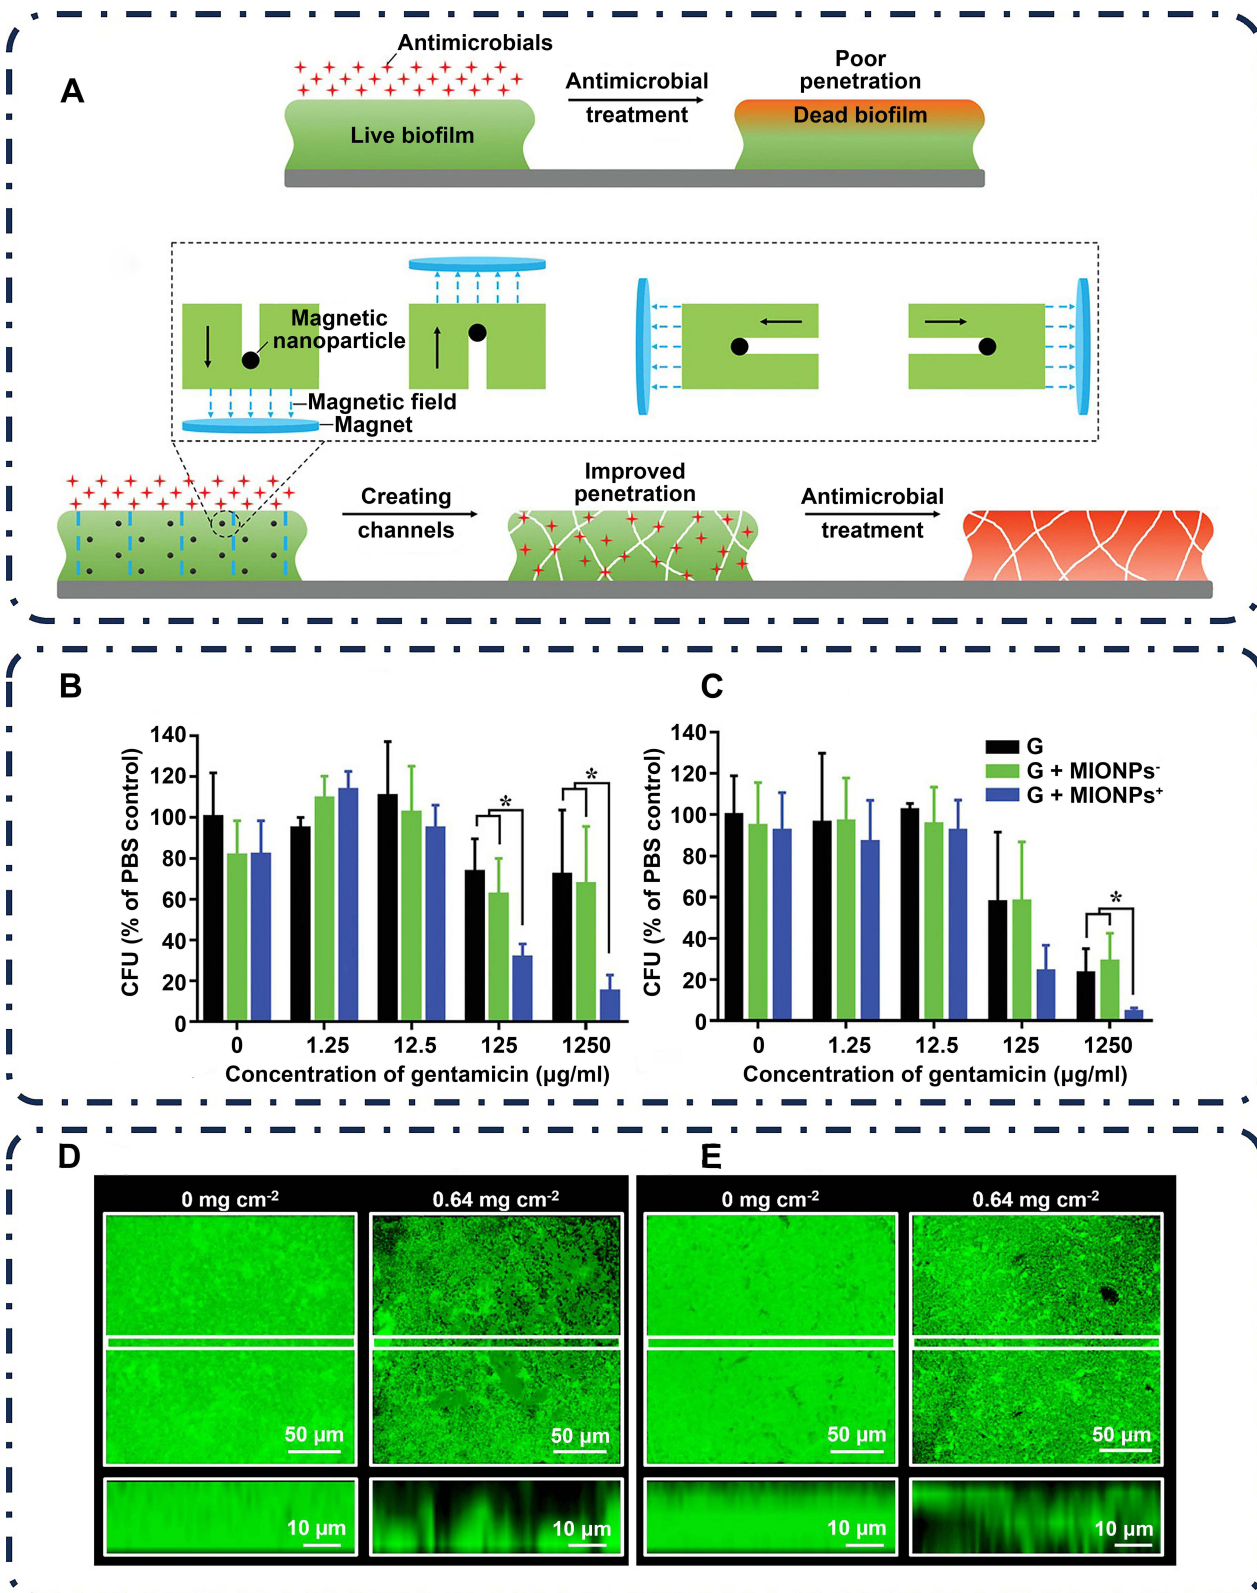 A
Antimicrobials
Live biofilm
Antimicrobial
treatment
Poor
penetration
Dead biofilm
Magnetic
nanoparticle
Magnetic field
Magnet
Creating
channels
Improved
penetration
Antimicrobial
treatment
B
CFU (% of PBS control)
140
120
100
80
60
40
20
0
0 1.25 12.5 125 1250
Concentration of gentamicin (µg/ml)
*
*
C
CFU (% of PBS control)
140
120
100
80
60
40
20
0
0 1.25 12.5 125 1250
Concentration of gentamicin (µg/ml)
G
G + MIONPs⁻
G + MIONPs⁺
*
D
0 mg cm⁻² 0.64 mg cm⁻²
50 µm 50 µm
10 µm 10 µm
E
0 mg cm⁻² 0.64 mg cm⁻²
50 µm 50 µm
10 µm 10 µm